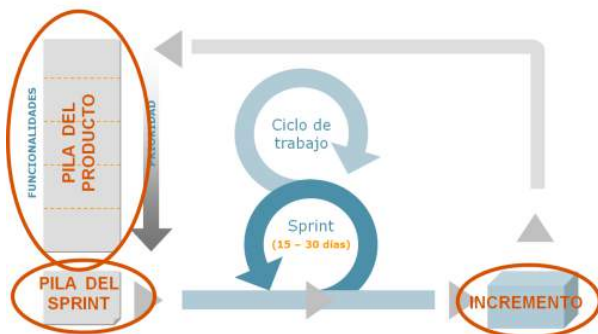 FUNCIONALIDADES
PILA DEL
PRODUCTO
PRIORIDAD
Ciclo de
trabajo
Sprint
(15 – 30 días)
PILA DEL
SPRINT
INCREMENTO